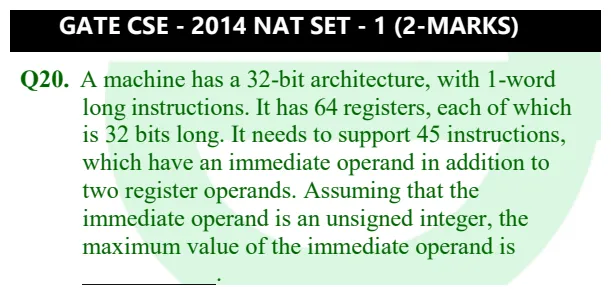 GATE CSE - 2014 NAT SET - 1 (2-MARKS)
Q20. A machine has a 32-bit architecture, with 1-word
long instructions. It has 64 registers, each of which
is 32 bits long. It needs to support 45 instructions,
which have an immediate operand in addition to
two register operands. Assuming that the
immediate operand is an unsigned integer, the
maximum value of the immediate operand is
____________.